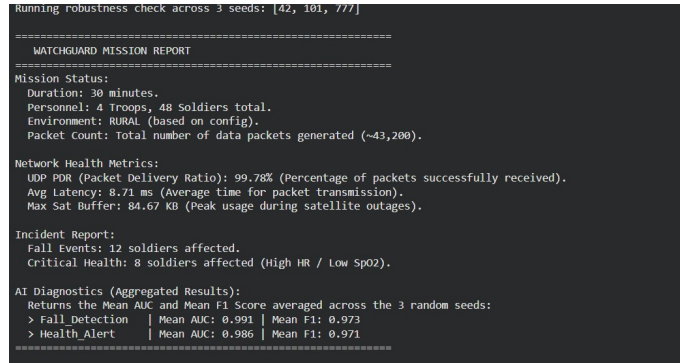 Running robustness check across 3 seeds: [42, 101, 777]
============================================================
WATCHGUARD MISSION REPORT
============================================================
Mission Status:
Duration: 30 minutes.
Personnel: 4 Troops, 48 Soldiers total.
Environment: RURAL (based on config).
Packet Count: Total number of data packets generated (~43,200).
Network Health Metrics:
UDP PDR (Packet Delivery Ratio): 99.78% (Percentage of packets successfully received).
Avg Latency: 8.71 ms (Average time for packet transmission).
Max Sat Buffer: 84.67 KB (Peak usage during satellite outages).
Incident Report:
Fall Events: 12 soldiers affected.
Critical Health: 8 soldiers affected (High HR / Low SpO2).
AI Diagnostics (Aggregated Results):
Returns the Mean AUC and Mean F1 Score averaged across the 3 random seeds:
> Fall_Detection | Mean AUC: 0.991 | Mean F1: 0.973
> Health_Alert | Mean AUC: 0.986 | Mean F1: 0.971
============================================================